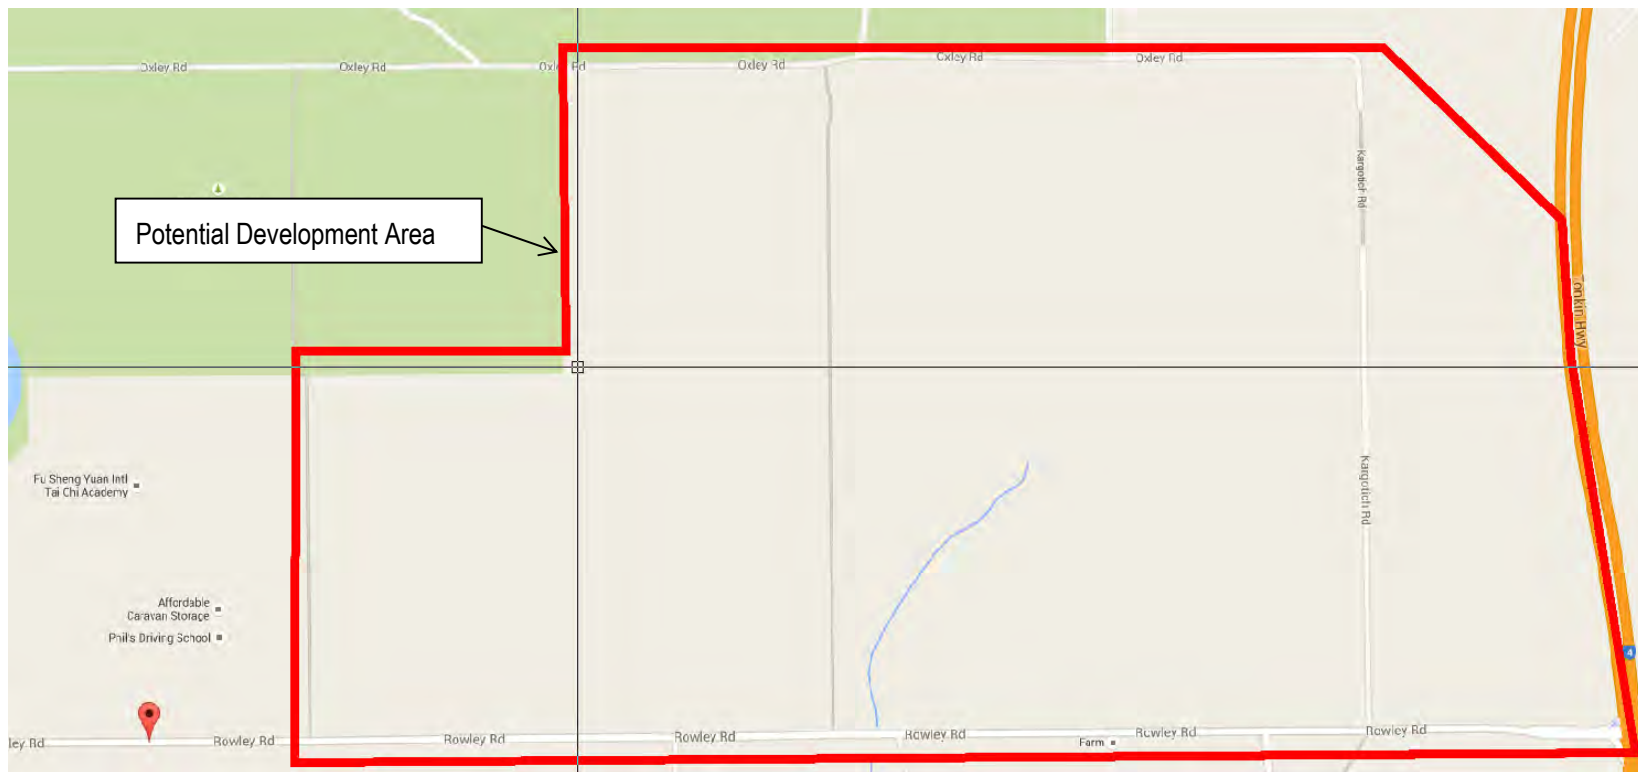 Oxley Rd
Oxley Rd
Oxley Rd
Oxley Rd
Oxley Rd
Oxley Rd
Kargotich Rd
Potential Development Area
Tonkin Hwy
Kargotich Rd
Fu Sheng Yuan Intl
Tai Chi Academy
Affordable
Caravan Storage
Phil's Driving School
4
ley Rd
Rowley Rd
Rowley Rd
Rowley Rd
Rowley Rd
Farm
Rowley Rd
Rowley Rd